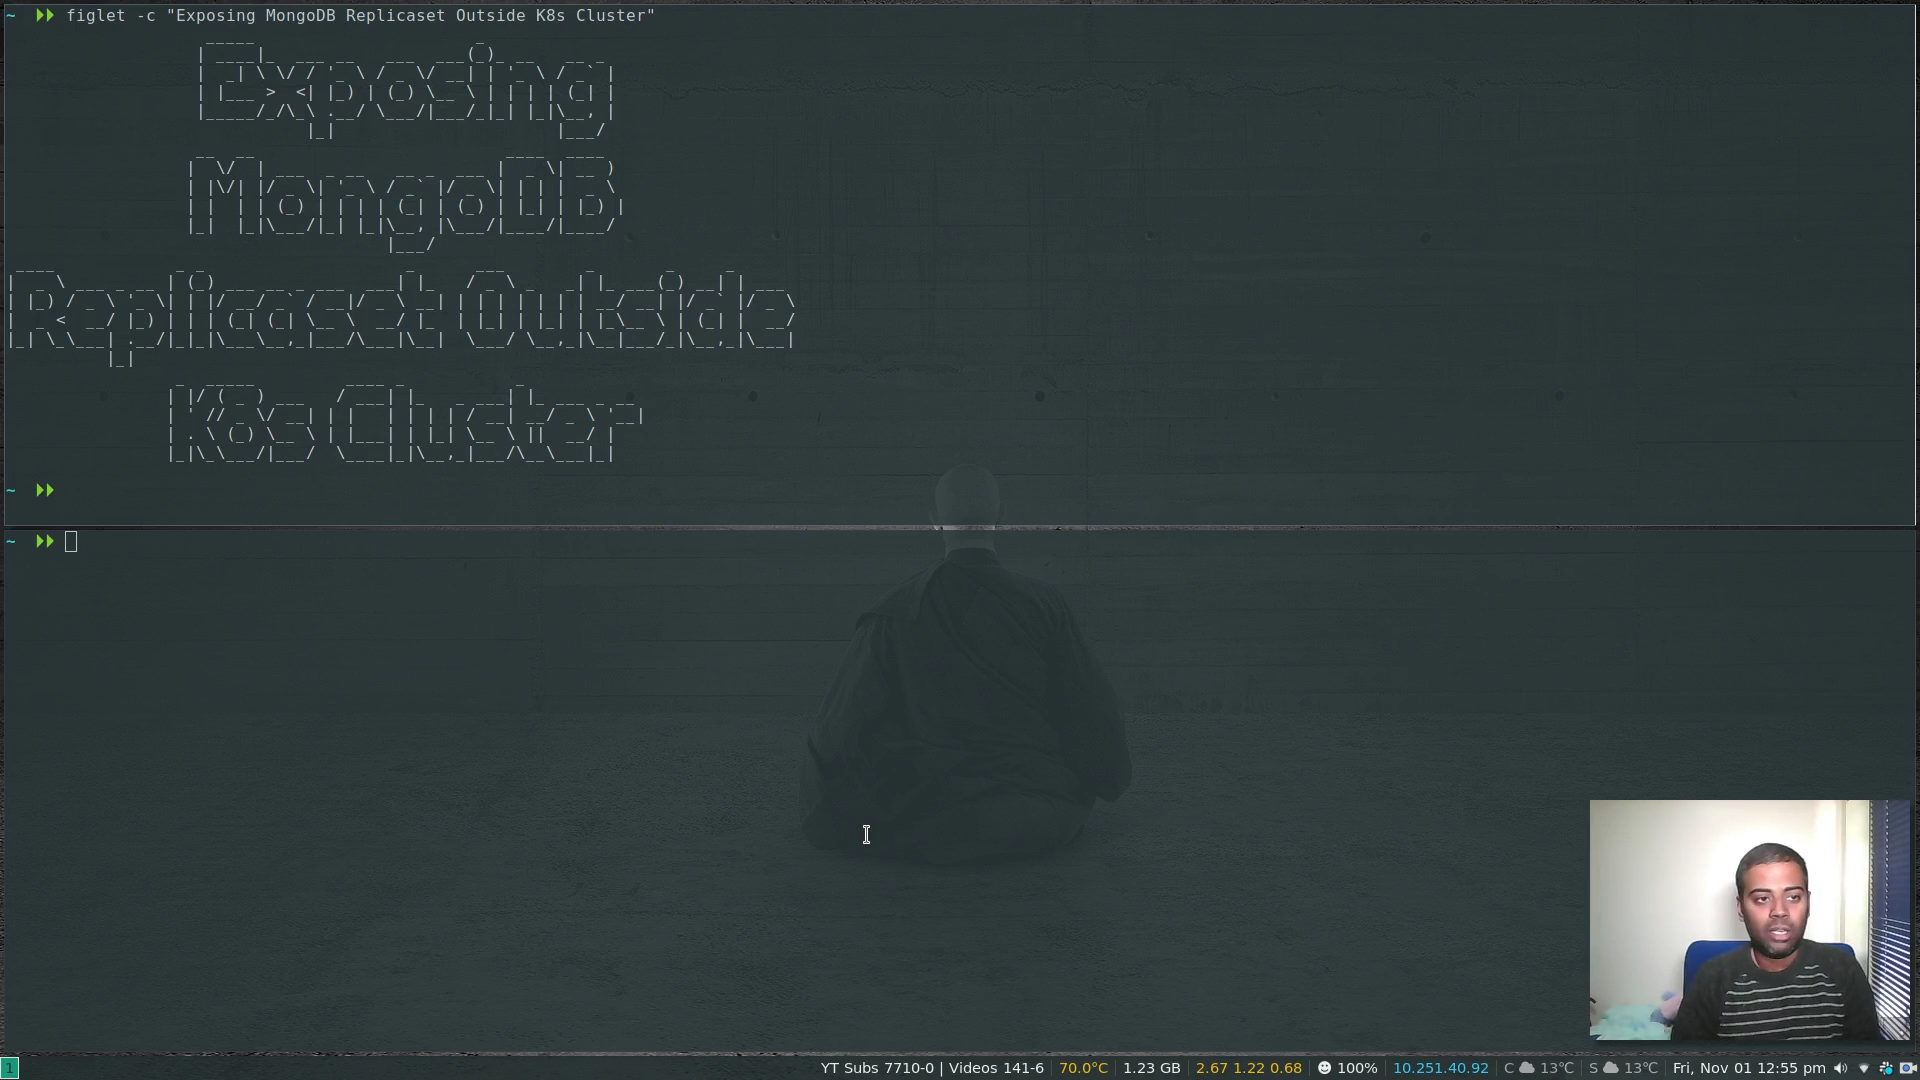 ~ figlet -c "Exposing MongoDB Replicaset Outside K8s Cluster"
Exposing
MongoDB
Replicaset Outside
K8s Cluster
~
~
1 YT Subs 7710-0 | Videos 141-6 70.0°C 1.23 GB 2.67 1.22 0.68 100% 10.251.40.92 C 13°C S 13°C Fri, Nov 01 12:55 pm